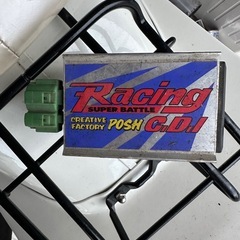 Racing
SUPER BATTLE
CREATIVE
FACTORY POSH C.D.I